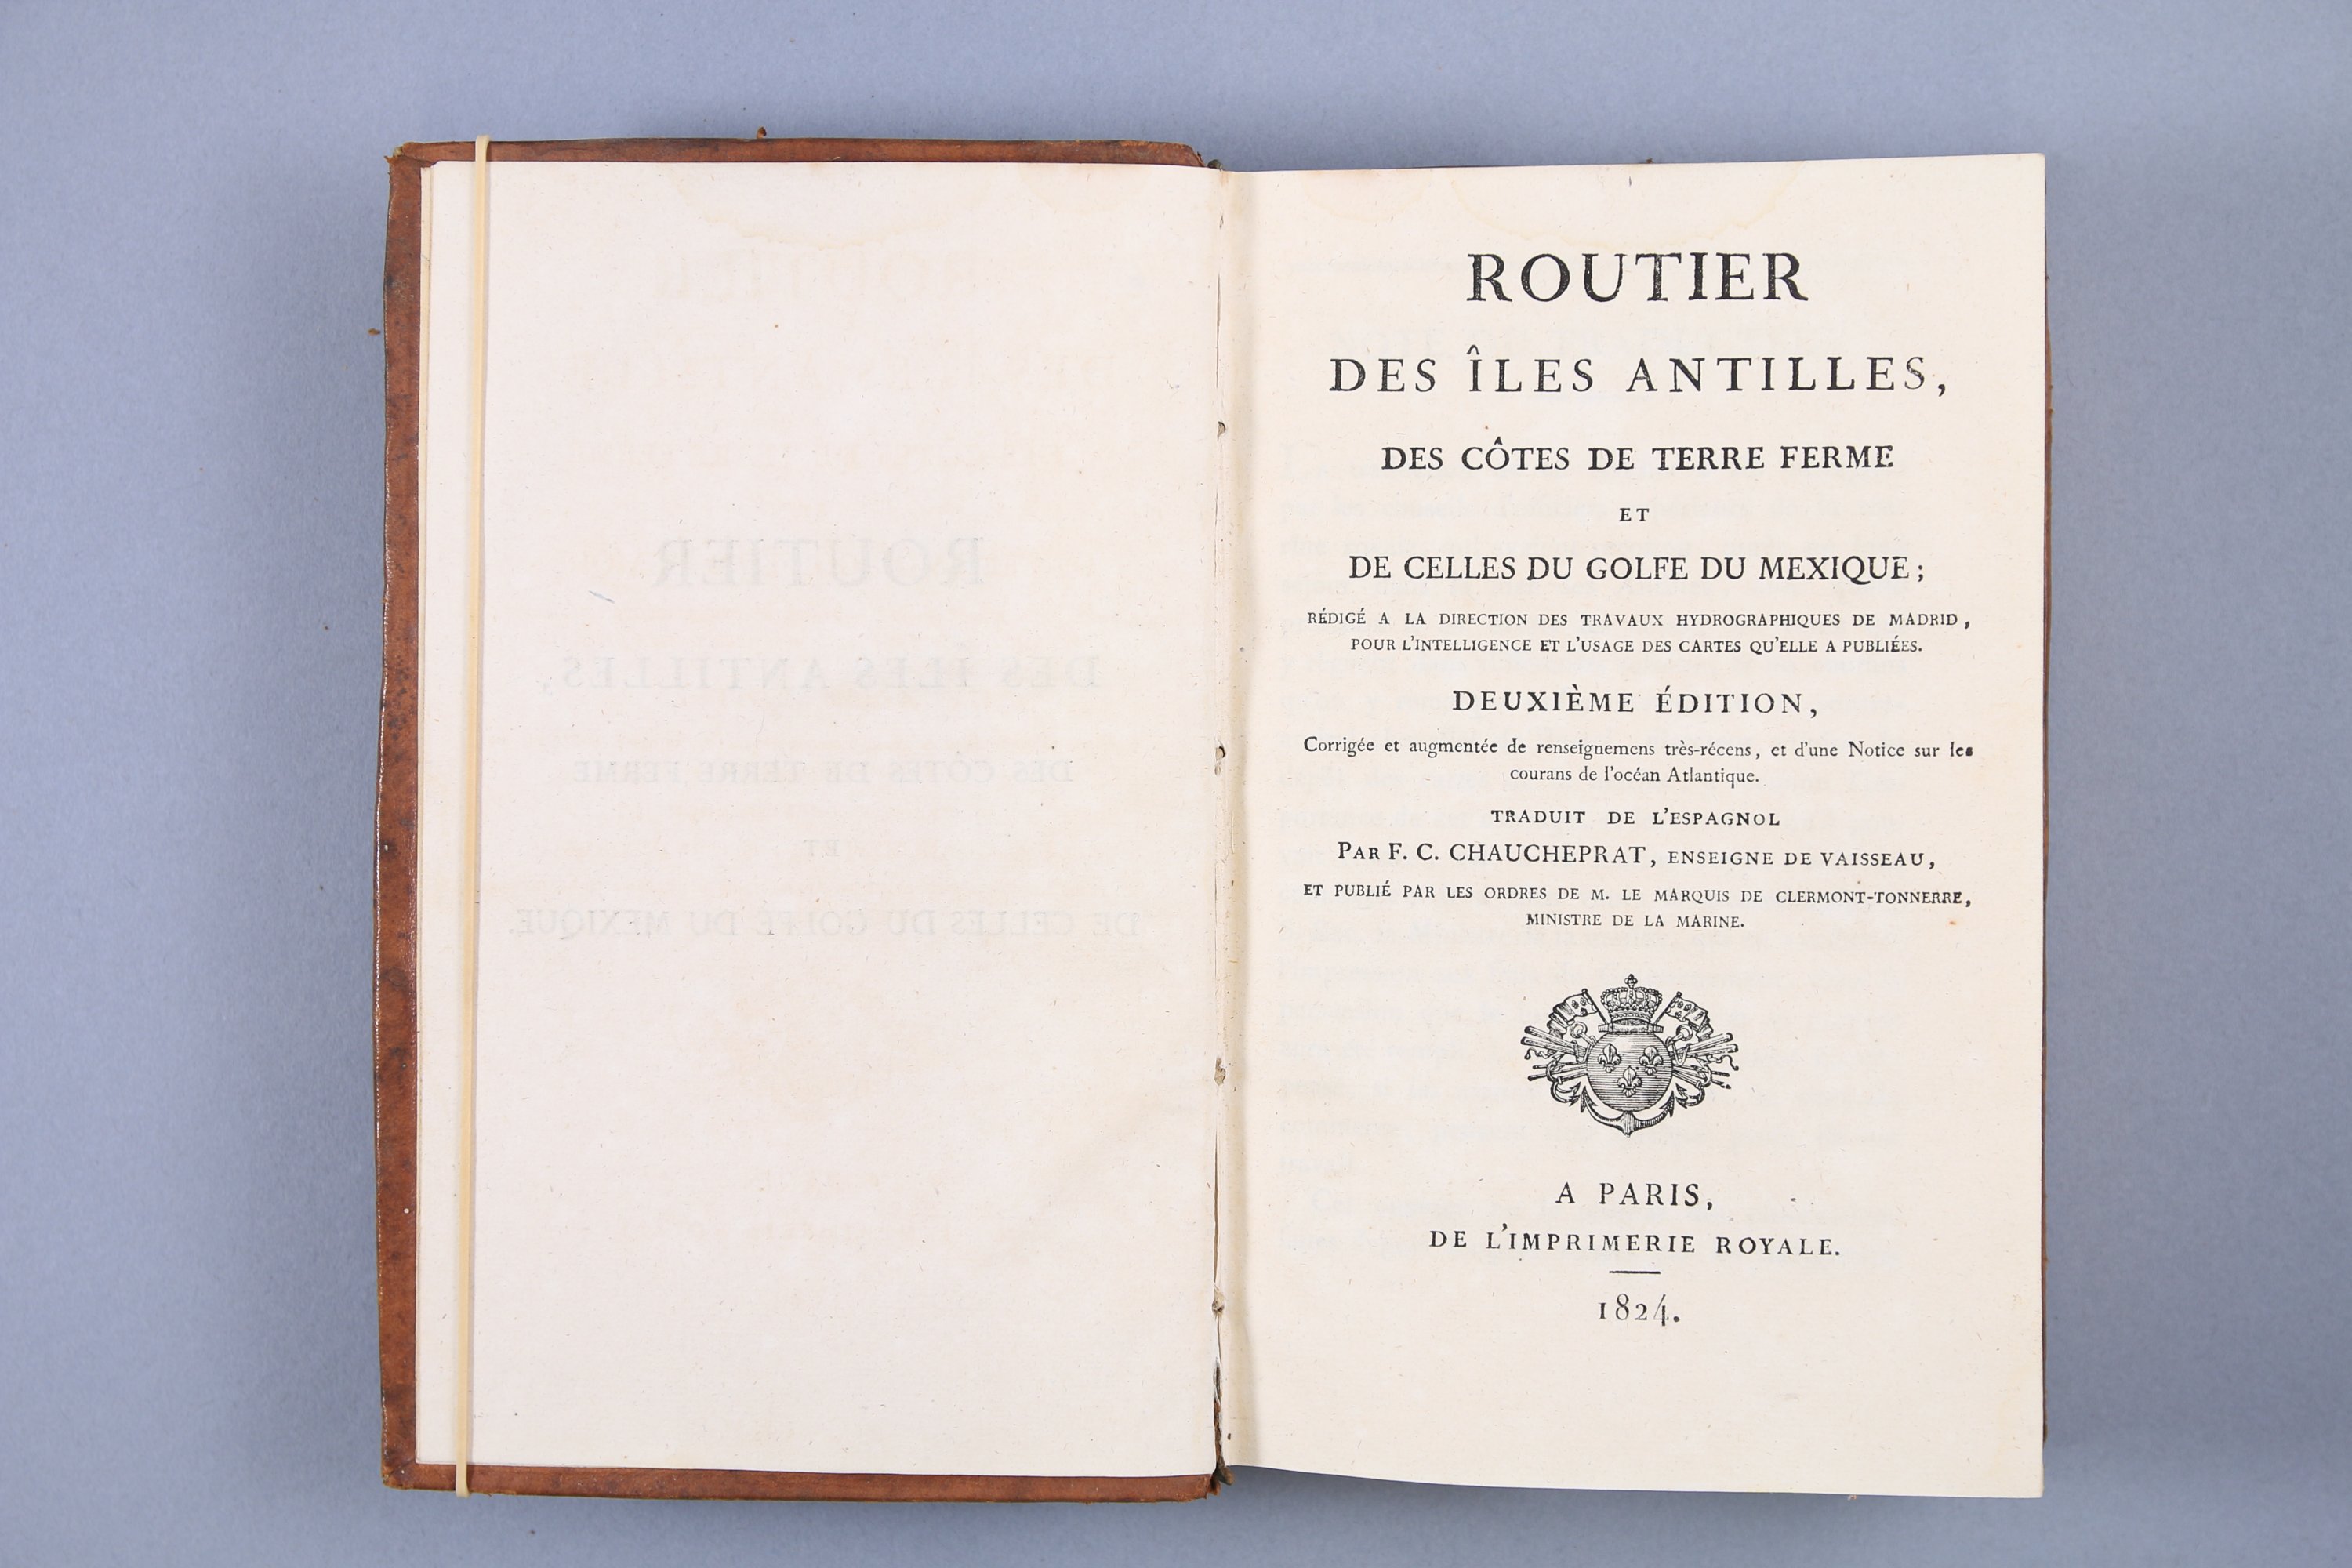 ROUTIER
DES ÎLES ANTILLES,
DES CÔTES DE TERRE FERME
ET
DE CELLES DU GOLFE DU MEXIQUE;
RÉDIGÉ A LA DIRECTION DES TRAVAUX HYDROGRAPHIQUES DE MADRID,
POUR L'INTELLIGENCE ET L'USAGE DES CARTES QU'ELLE A PUBLIÉES.
DEUXIÈME ÉDITION,
Corrigée et augmentée de renseignemens très-récens, et d'une Notice sur les
courans de l'océan Atlantique.
TRADUIT DE L'ESPAGNOL
PAR F. C. CHAUCHEPRAT, ENSEIGNE DE VAISSEAU,
ET PUBLIÉ PAR LES ORDRES DE M. LE MARQUIS DE CLERMONT-TONNERRE,
MINISTRE DE LA MARINE.
A PARIS,
DE L'IMPRIMERIE ROYALE.
1824.